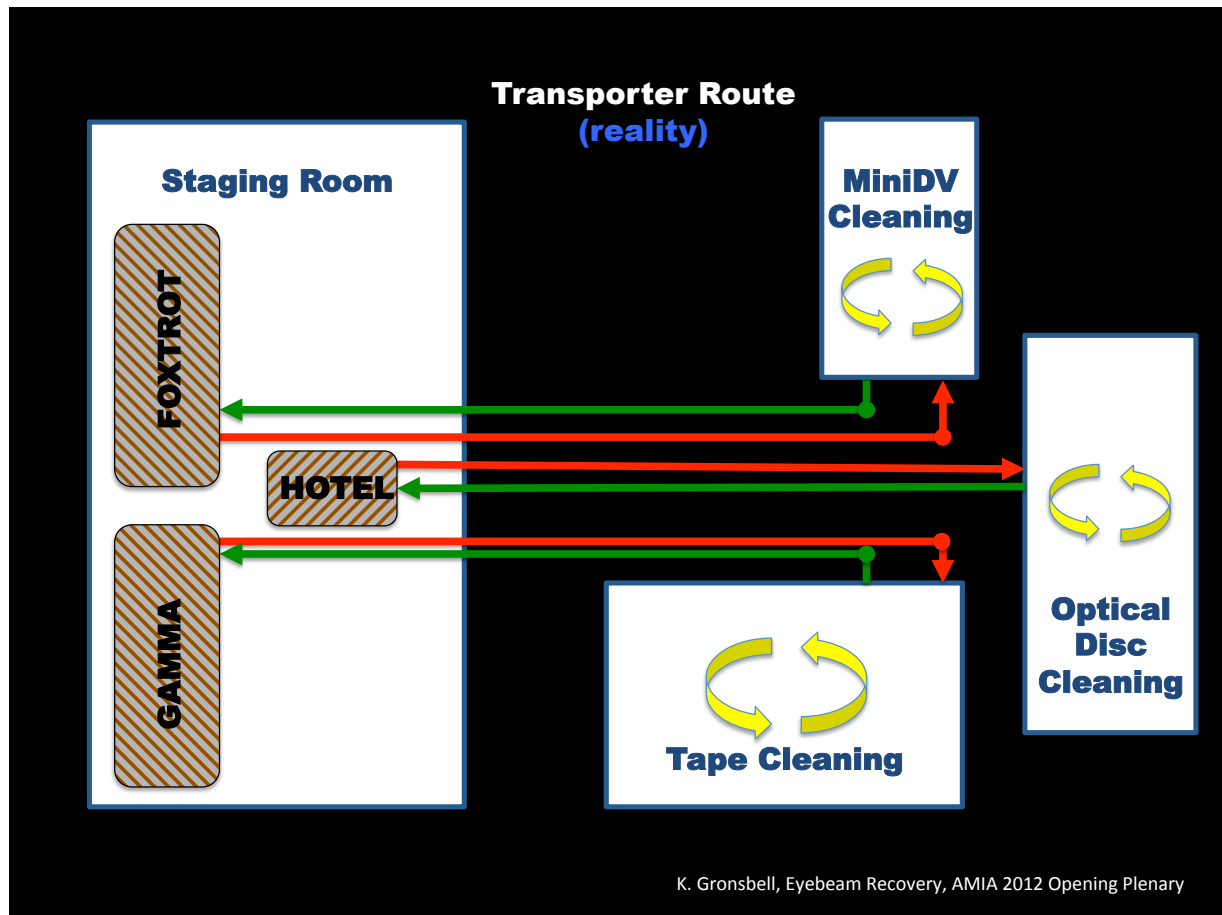 Transporter Route
(reality)
Staging Room
FOXTROT
HOTEL
GAMMA
MiniDV
Cleaning
Optical
Disc
Cleaning
Tape Cleaning
K. Gronsbell, Eyebeam Recovery, AMIA 2012 Opening Plenary